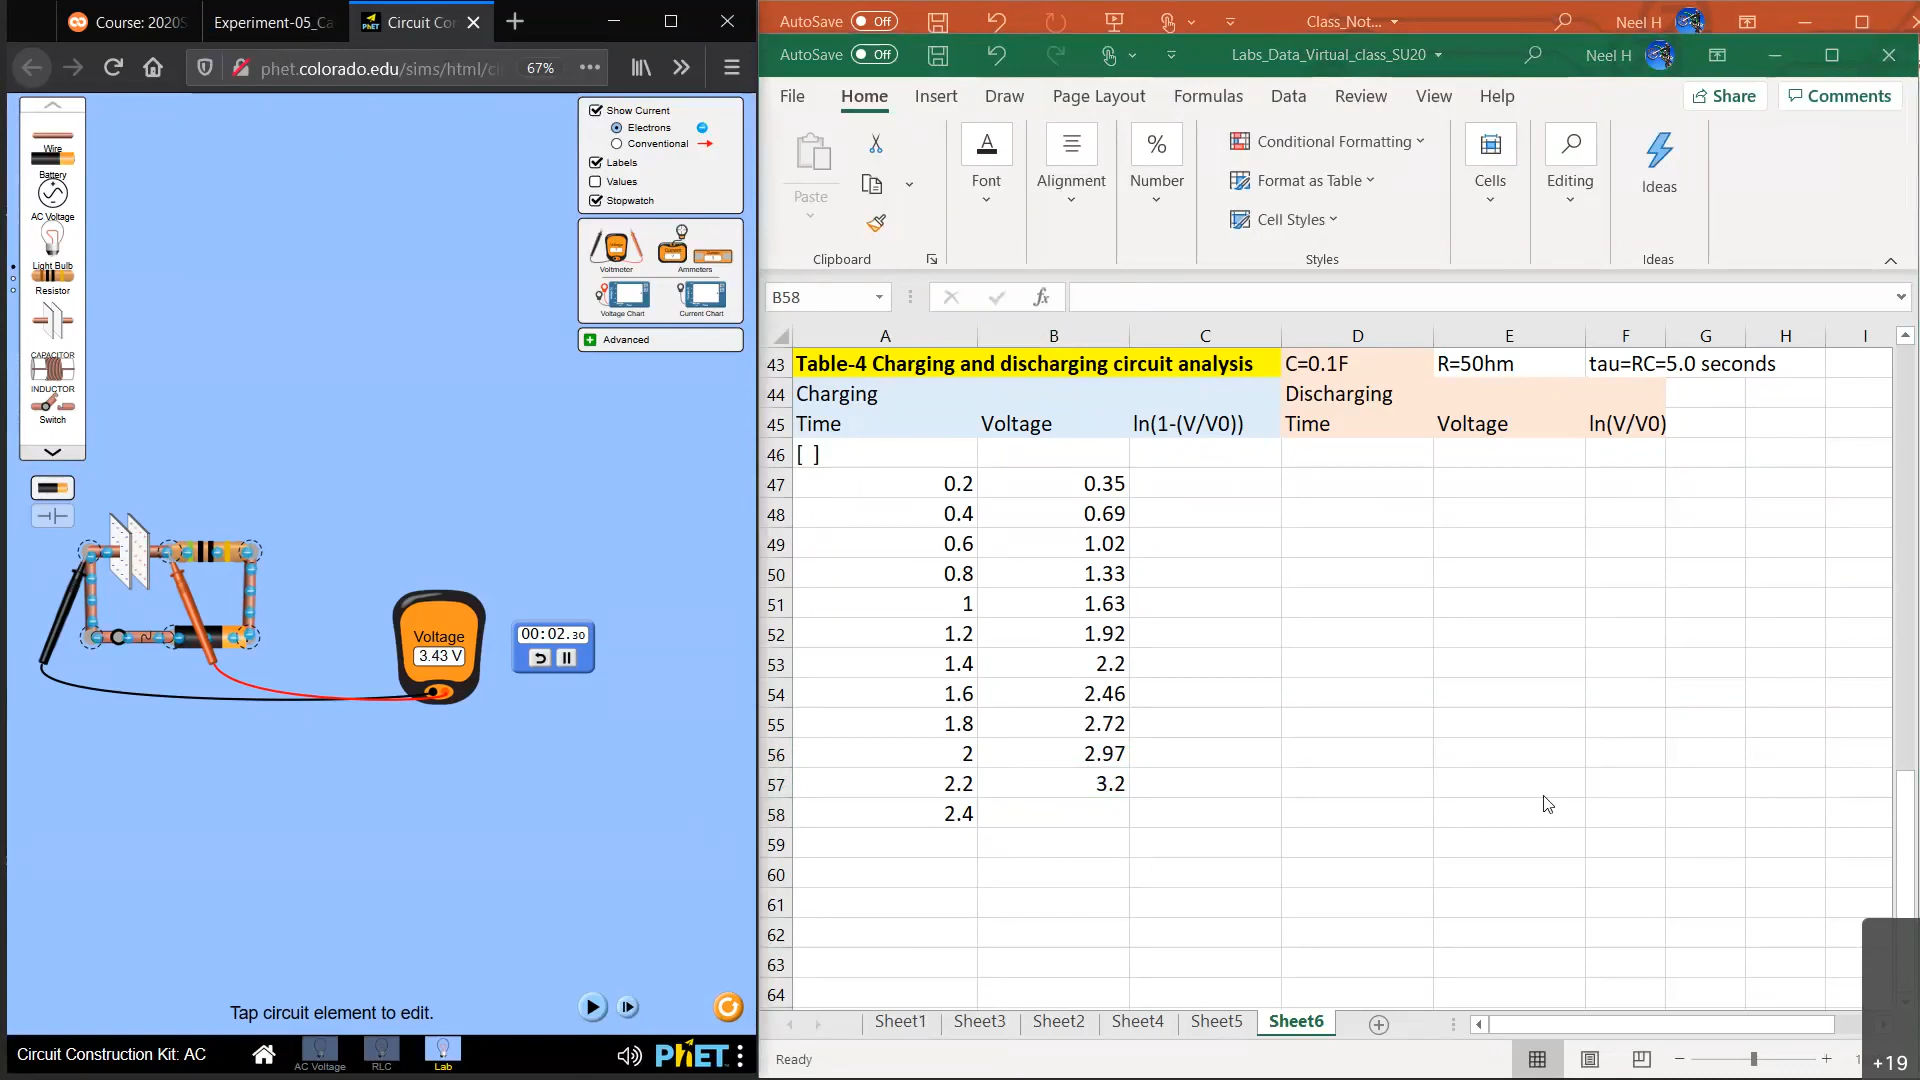 Course: 2020S
Experiment-05_Ca
Circuit Con
phet.colorado.edu/sims/html/ci
67%
Wire
Battery
AC Voltage
Light Bulb
Resistor
CAPACITOR
INDUCTOR
Switch
Show Current
Electrons
Conventional
Labels
Values
Stopwatch
Voltmeter
Ammeters
Voltage Chart
Current Chart
Advanced
Voltage
3.43 V
00:02.30
Tap circuit element to edit.
Circuit Construction Kit: AC
AC Voltage
RLC
Lab
PhET
AutoSave Off
Class_Not...
Neel H
AutoSave Off
Labs_Data_Virtual_class_SU20
Neel H
File Home Insert Draw Page Layout Formulas Data Review View Help
Share
Comments
Paste
Clipboard
Font
Alignment
Number
Conditional Formatting
Format as Table
Cell Styles
Styles
Cells
Editing
Ideas
Ideas
B58
fx
A B C D E F G H I
43 Table-4 Charging and discharging circuit analysis C=0.1F R=50hm tau=RC=5.0 seconds
44 Charging Discharging
45 Time Voltage ln(1-(V/V0)) Time Voltage ln(V/V0)
46 [ ]
47 0.2 0.35
48 0.4 0.69
49 0.6 1.02
50 0.8 1.33
51 1 1.63
52 1.2 1.92
53 1.4 2.2
54 1.6 2.46
55 1.8 2.72
56 2 2.97
57 2.2 3.2
58 2.4
59
60
61
62
63
64
Sheet1 Sheet3 Sheet2 Sheet4 Sheet5 Sheet6
Ready
+19